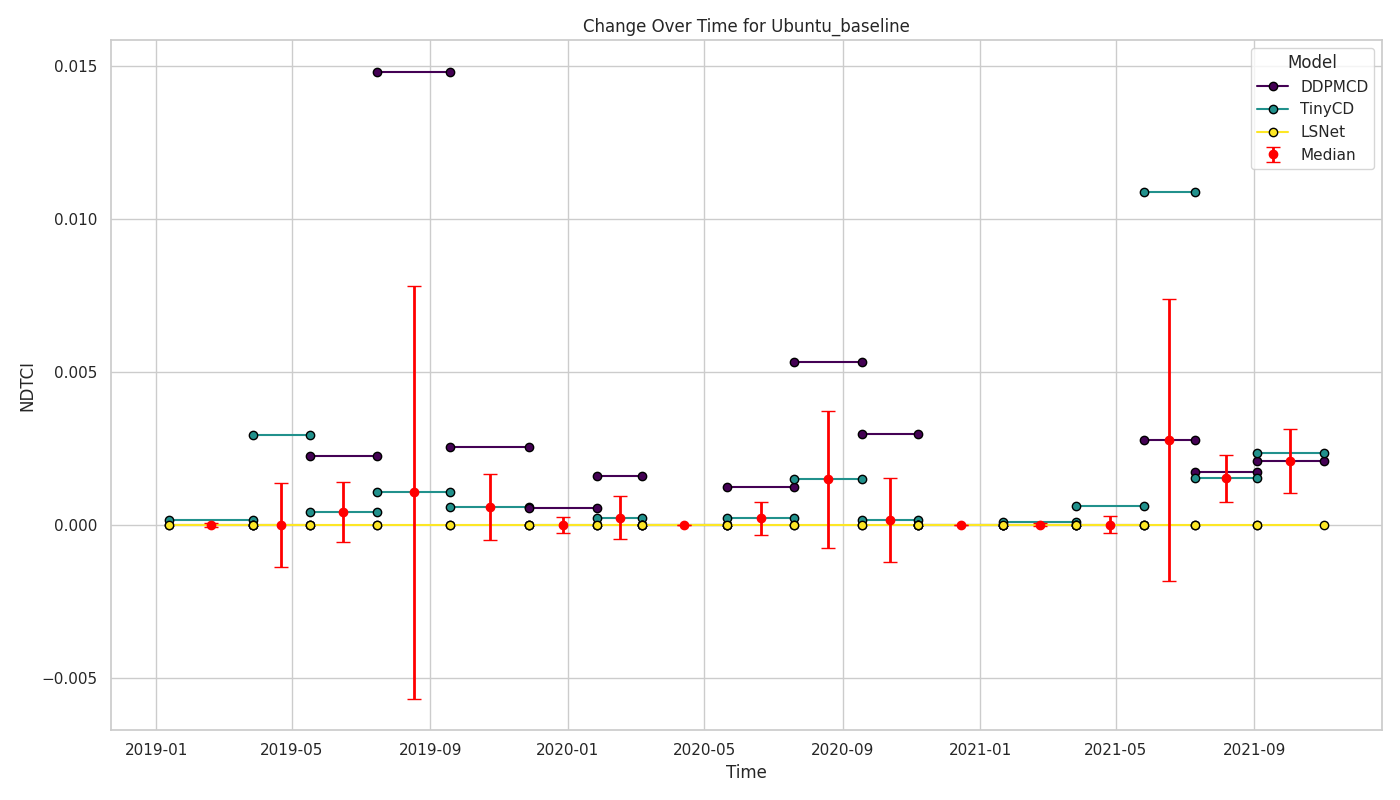 Change Over Time for Ubuntu_baseline
Model
DDPMCD
TinyCD
LSNet
Median
NDTCI
0.015
0.010
0.005
0.000
−0.005
2019-01
2019-05
2019-09
2020-01
2020-05
2020-09
2021-01
2021-05
2021-09
Time